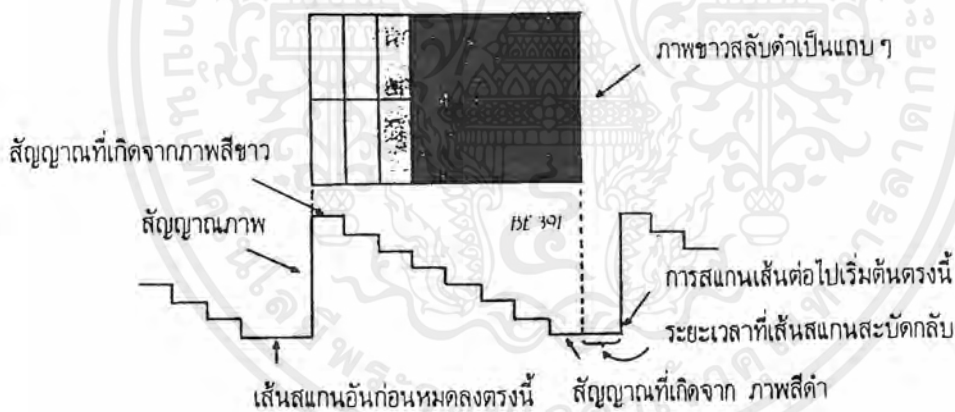 ภาพขาวสลับดำเป็นแถบ ๆ
สัญญาณที่เกิดจากภาพสีขาว
สัญญาณภาพ
BE 391
การสแกนเส้นต่อไปเริ่มต้นตรงนี้
ระยะเวลาที่เส้นสแกนสะบัดกลับ
เส้นสแกนอันก่อนหมดลงตรงนี้
สัญญาณที่เกิดจาก ภาพสีดำ